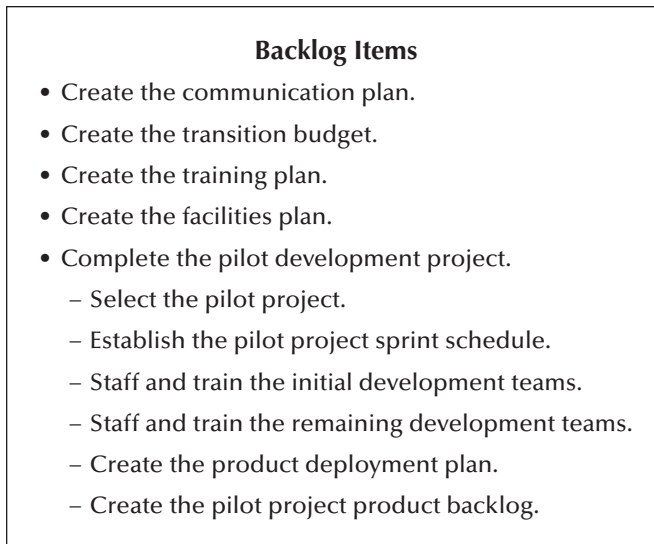 Backlog Items
• Create the communication plan.
• Create the transition budget.
• Create the training plan.
• Create the facilities plan.
• Complete the pilot development project.
– Select the pilot project.
– Establish the pilot project sprint schedule.
– Staff and train the initial development teams.
– Staff and train the remaining development teams.
– Create the product deployment plan.
– Create the pilot project product backlog.